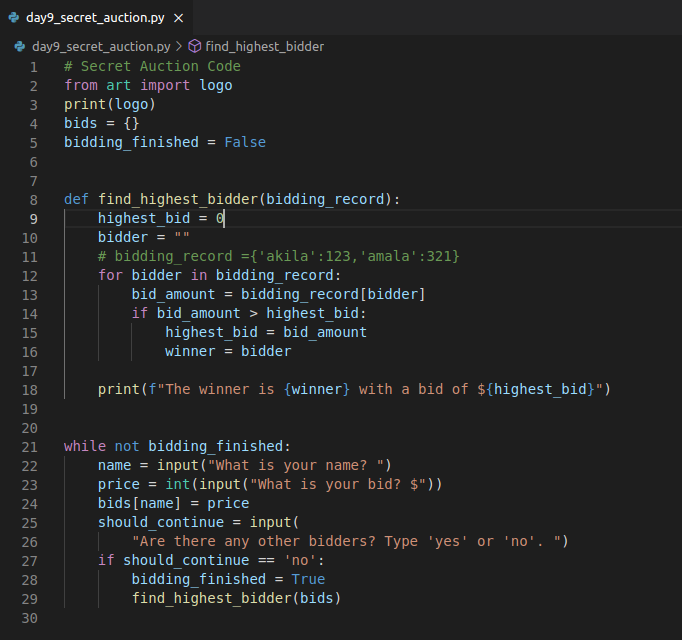 day9_secret_auction.py ×
day9_secret_auction.py > find_highest_bidder
1 # Secret Auction Code
2 from art import logo
3 print(logo)
4 bids = {}
5 bidding_finished = False
6
7
8 def find_highest_bidder(bidding_record):
9     highest_bid = 0
10     bidder = ""
11     # bidding_record ={'akila':123,'amala':321}
12     for bidder in bidding_record:
13         bid_amount = bidding_record[bidder]
14         if bid_amount > highest_bid:
15             highest_bid = bid_amount
16             winner = bidder
17
18     print(f"The winner is {winner} with a bid of ${highest_bid}")
19
20
21 while not bidding_finished:
22     name = input("What is your name? ")
23     price = int(input("What is your bid? $"))
24     bids[name] = price
25     should_continue = input(
26         "Are there any other bidders? Type 'yes' or 'no'. ")
27     if should_continue == 'no':
28         bidding_finished = True
29         find_highest_bidder(bids)
30